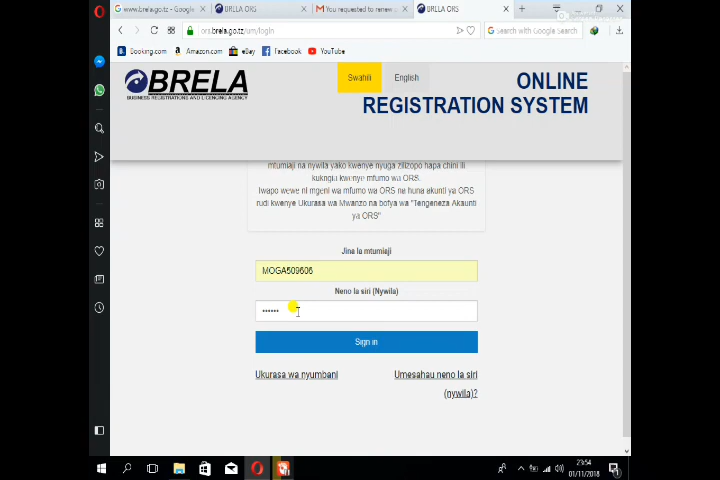 www.brela.go.tz - Google
BRELA ORS
You requested to renew
BRELA ORS
ors.brela.go.tz/um/login
Search with Google Search
Booking.com
Amazon.com
eBay
Facebook
YouTube
BRELA
BUSINESS REGISTRATIONS AND LICENCING AGENCY
Swahili
English
ONLINE
REGISTRATION SYSTEM
mtumiaji na nywila yako kwenye nyuga zilizopo hapa chini ili
kukngia kwenye mfumo wa ORS.
Iwapo wewe ni mgeni wa mfumo wa ORS na huna akunti ya ORS
rudi kwenye Ukurasa wa Mwanzo na bofya wa "Tengeneza Akaunti
ya ORS"
Jina la mtumiaji
MOGA509606
Neno la siri (Nywila)
••••••
Sign in
Ukurasa wa nyumbani
Umesahau neno la siri
(nywila)?
23:54
01/11/2018